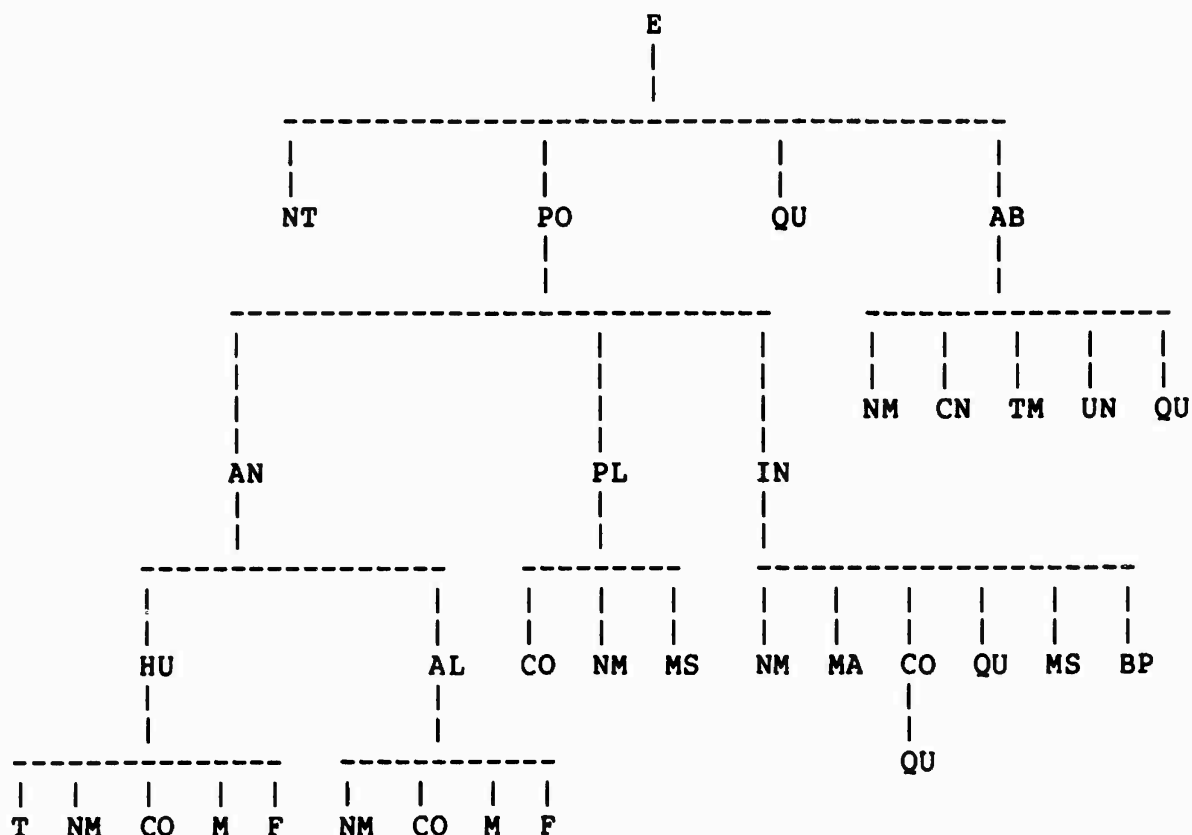 E
NT PO QU AB
NM CN TM UN QU
AN PL IN
HU AL CO NM MS NM MA CO QU MS BP
QU
T NM CO M F NM CO M F